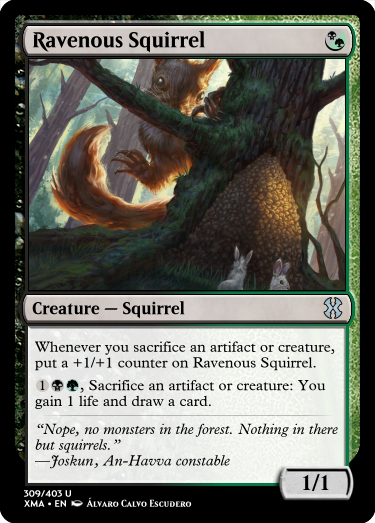 Ravenous Squirrel
Creature — Squirrel
Whenever you sacrifice an artifact or creature,
put a +1/+1 counter on Ravenous Squirrel.
1, Sacrifice an artifact or creature: You
gain 1 life and draw a card.
“Nope, no monsters in the forest. Nothing in there
but squirrels.”
—Joskun, An-Havva constable
1/1
309/403 U
XMA • EN Álvaro Calvo Escudero